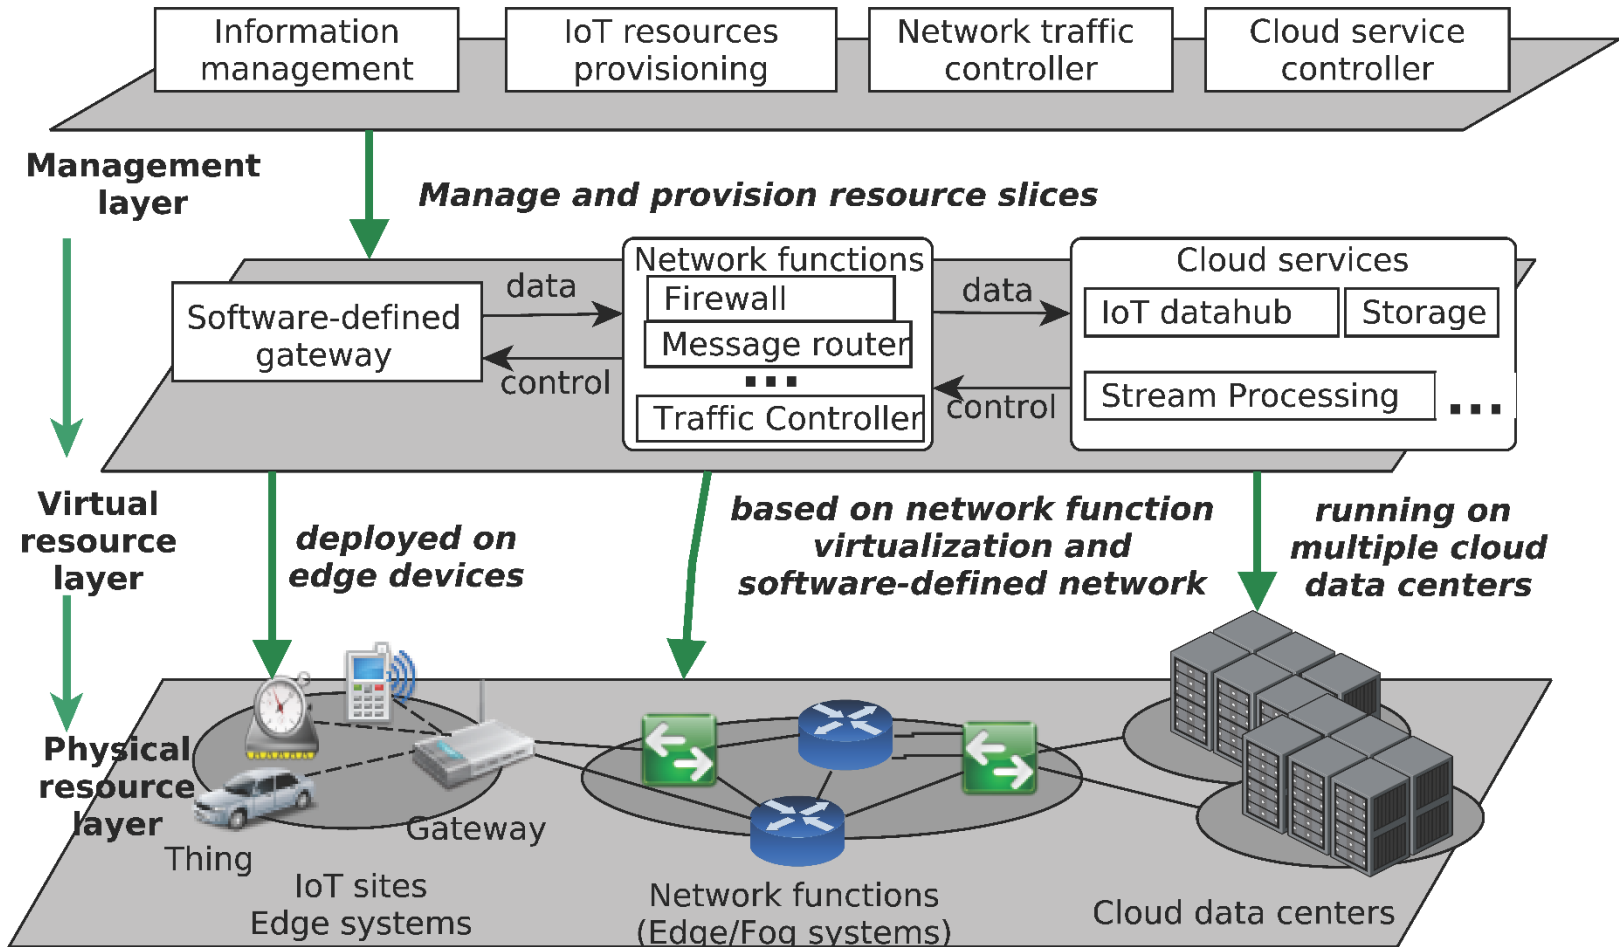 Information
management
IoT resources
provisioning
Network traffic
controller
Cloud service
controller
Management
layer
Manage and provision resource slices
Software-defined
gateway
data
control
Network functions
Firewall
Message router
...
Traffic Controller
data
control
Cloud services
IoT datahub
Storage
Stream Processing
...
Virtual
resource
layer
deployed on
edge devices
based on network function
virtualization and
software-defined network
running on
multiple cloud
data centers
Physical
resource
layer
Thing
Gateway
IoT sites
Edge systems
Network functions
(Edge/Fog systems)
Cloud data centers